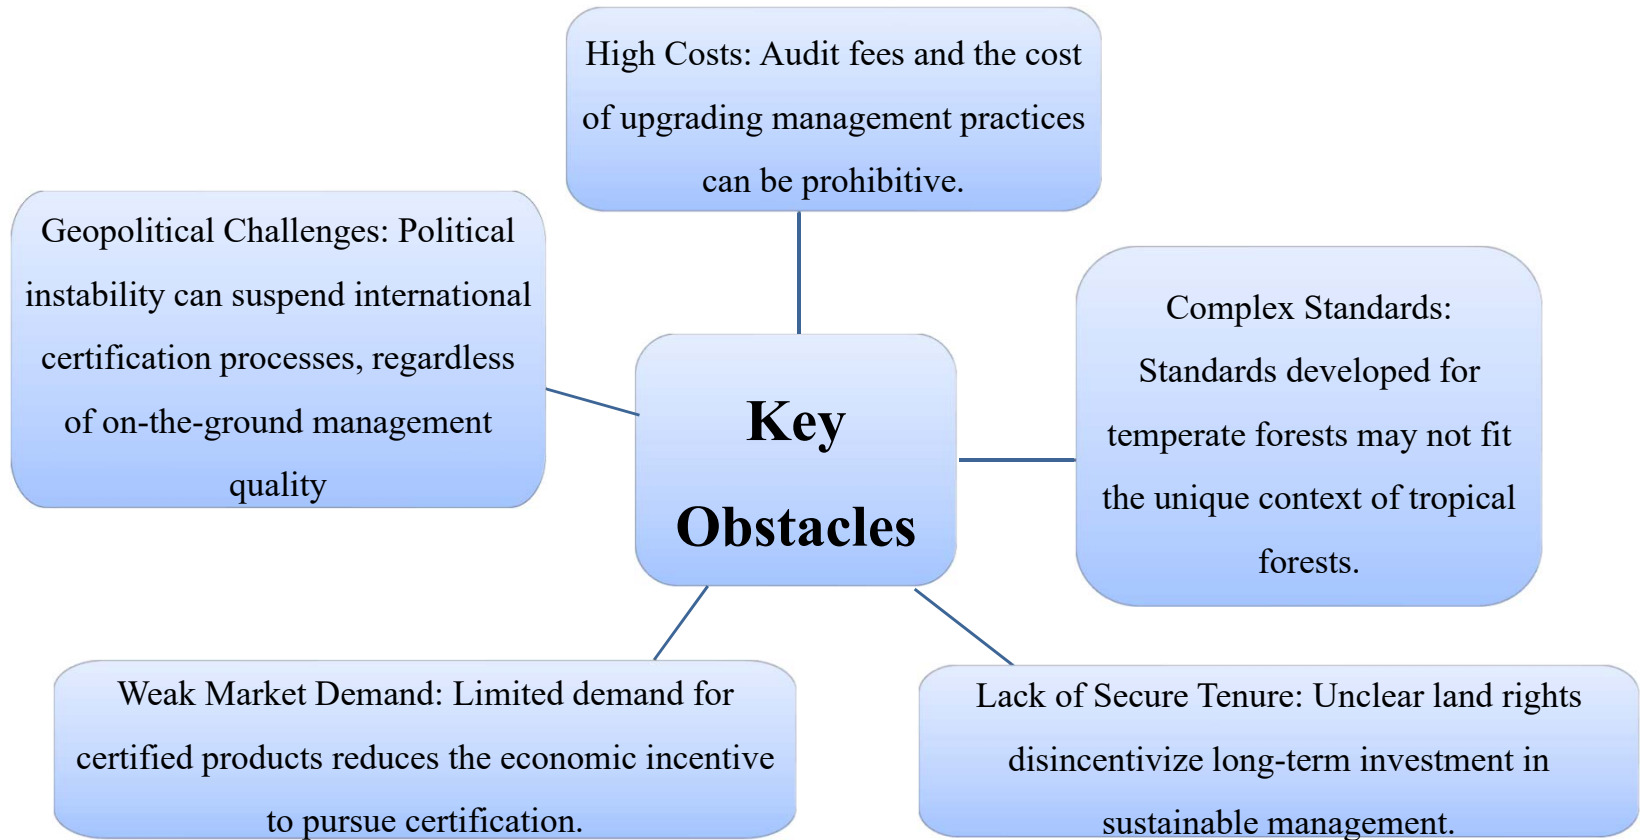 High Costs: Audit fees and the cost
of upgrading management practices
can be prohibitive.
Geopolitical Challenges: Political
instability can suspend international
certification processes, regardless
of on-the-ground management
quality
Complex Standards:
Standards developed for
temperate forests may not fit
the unique context of tropical
forests.
Key
Obstacles
Weak Market Demand: Limited demand for
certified products reduces the economic incentive
to pursue certification.
Lack of Secure Tenure: Unclear land rights
disincentivize long-term investment in
sustainable management.